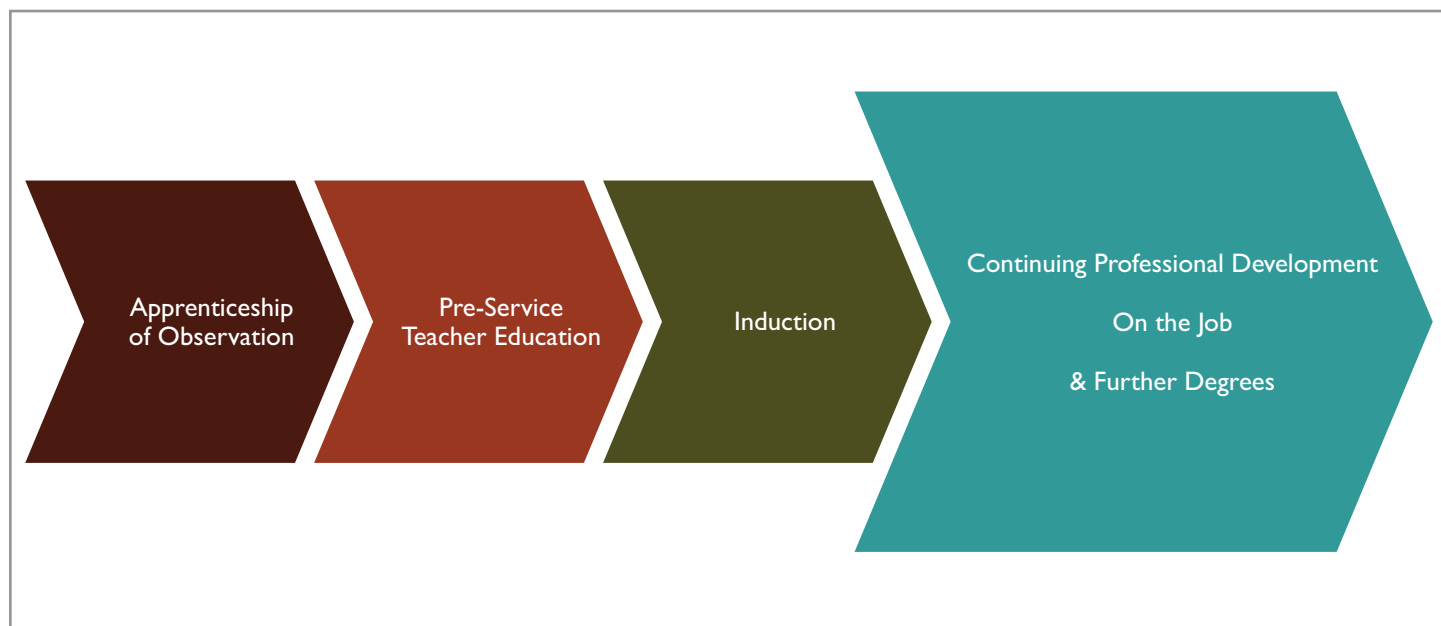 Apprenticeship
of Observation
Pre-Service
Teacher Education
Induction
Continuing Professional Development
On the Job
& Further Degrees